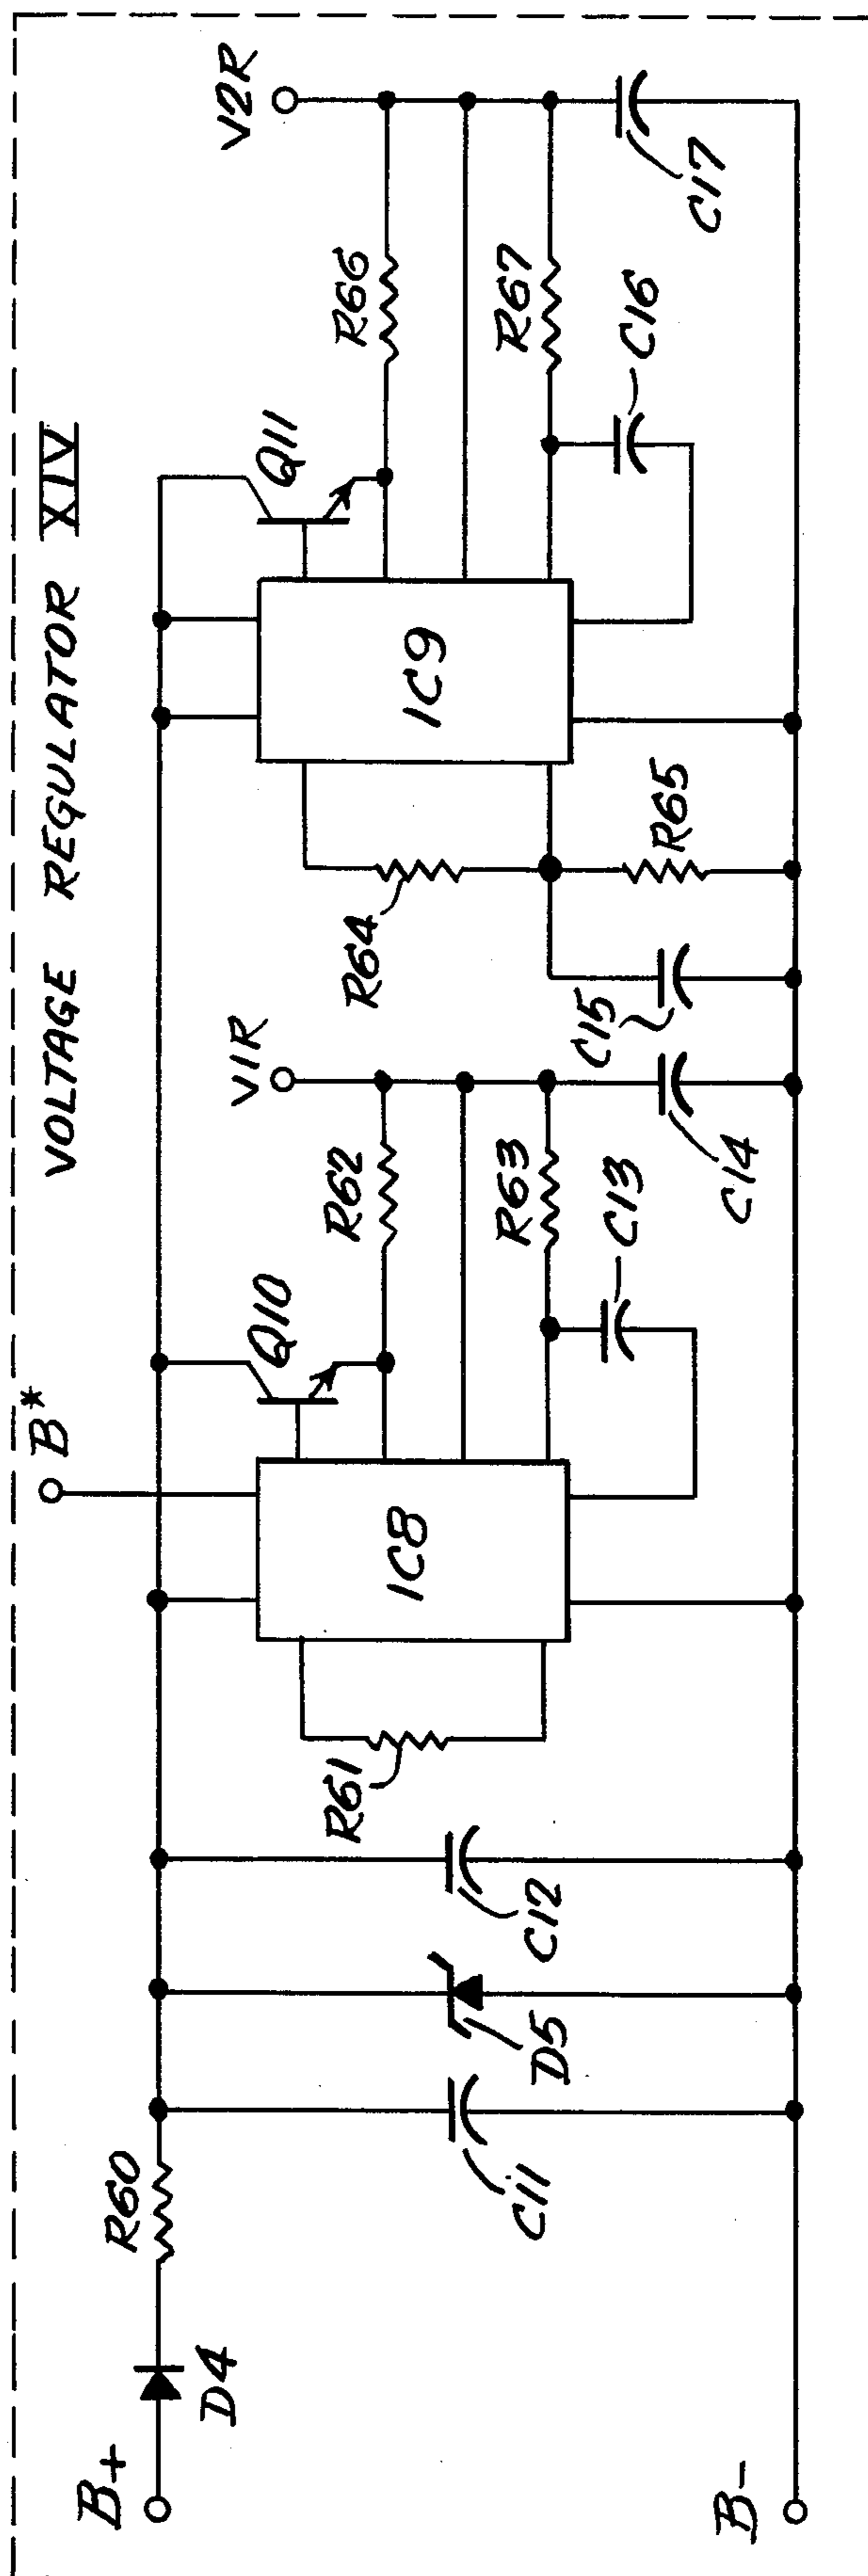 VOLTAGE REGULATOR XIV
B+
D4
R60
C11
D5
C12
R61
IC8
B*
Q10
R62
R63
C13
V1R
C14
C15
R64
R65
IC9
Q11
R66
R67
C16
V2R
C17
B-